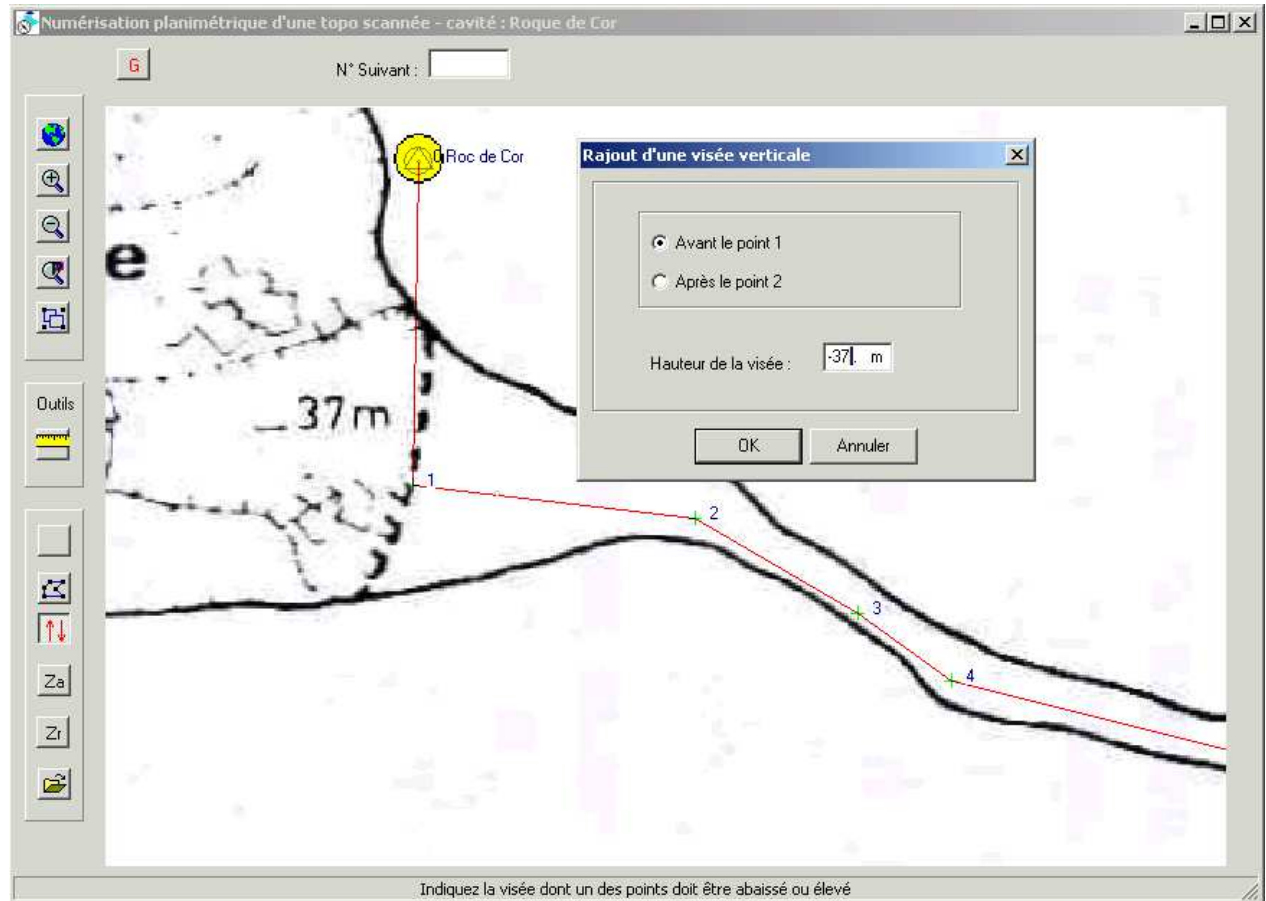 Numérisation planimétrique d'une topo scannée - cavité : Roque de Cor
G
N° Suivant :
0 Roc de Cor
Rajout d'une visée verticale
Avant le point 1
Après le point 2
Hauteur de la visée : -37. m
OK Annuler
e
Outils
_37m
1
2
3
4
Za
Zr
Indiquez la visée dont un des points doit être abaissé ou élevé